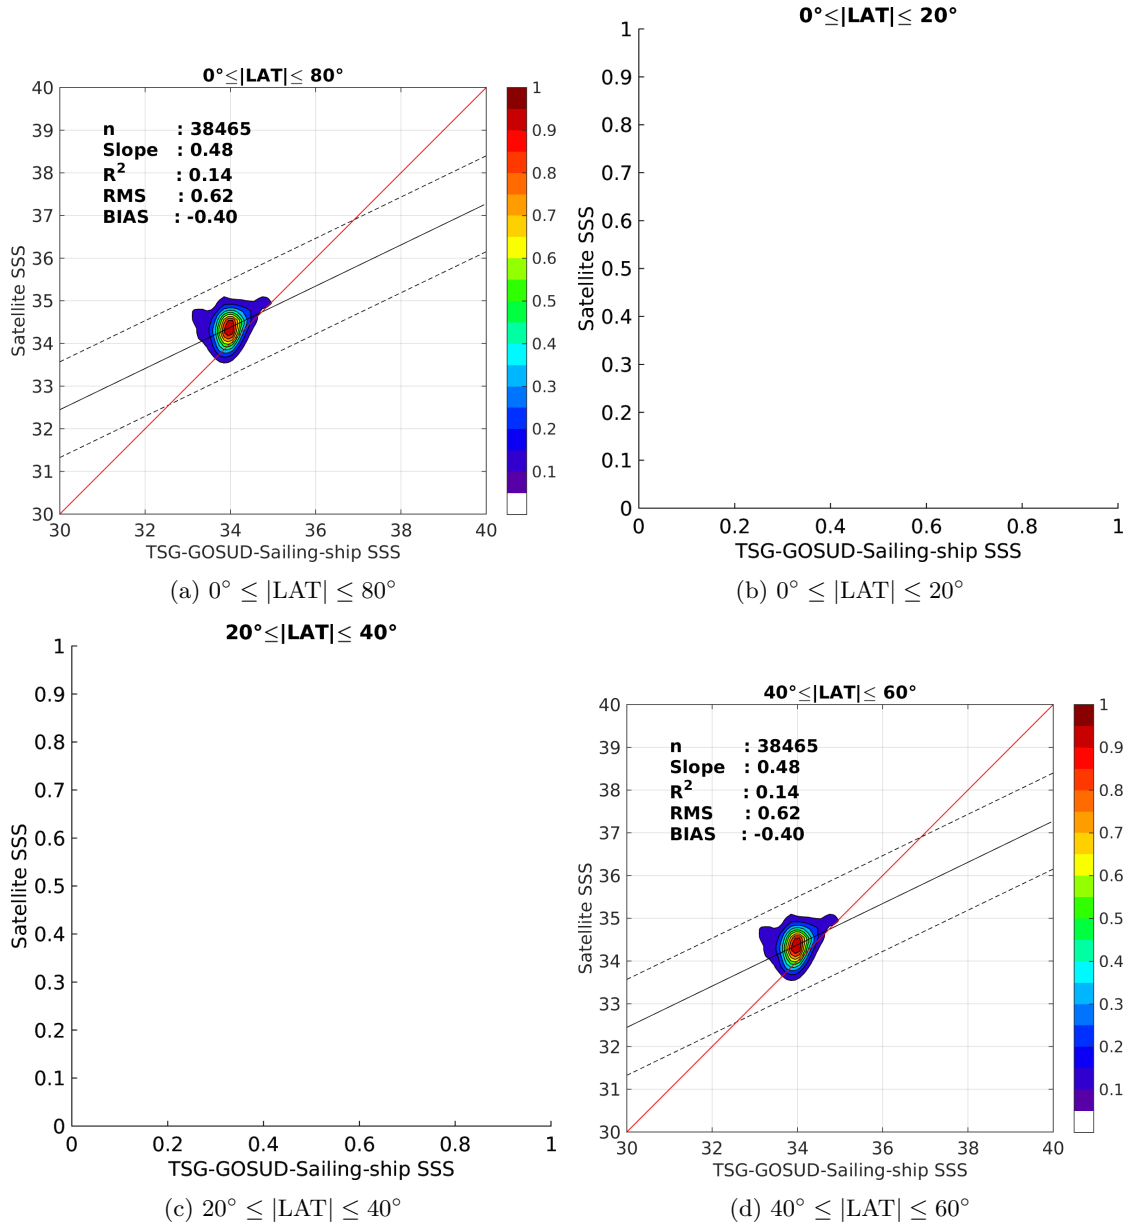 0°≤|LAT|≤ 80°
n : 38465
Slope : 0.48
R² : 0.14
RMS : 0.62
BIAS : -0.40
40
39
38
37
36
35
34
33
32
31
30
30 32 34 36 38 40
Satellite SSS
TSG-GOSUD-Sailing-ship SSS
1
0.9
0.8
0.7
0.6
0.5
0.4
0.3
0.2
0.1
(a) 0° ≤ |LAT| ≤ 80°
0°≤|LAT|≤ 20°
1
0.9
0.8
0.7
0.6
0.5
0.4
0.3
0.2
0.1
0
0 0.2 0.4 0.6 0.8 1
Satellite SSS
TSG-GOSUD-Sailing-ship SSS
(b) 0° ≤ |LAT| ≤ 20°
20°≤|LAT|≤ 40°
1
0.9
0.8
0.7
0.6
0.5
0.4
0.3
0.2
0.1
0
0 0.2 0.4 0.6 0.8 1
Satellite SSS
TSG-GOSUD-Sailing-ship SSS
(c) 20° ≤ |LAT| ≤ 40°
40°≤|LAT|≤ 60°
n : 38465
Slope : 0.48
R² : 0.14
RMS : 0.62
BIAS : -0.40
40
39
38
37
36
35
34
33
32
31
30
30 32 34 36 38 40
Satellite SSS
TSG-GOSUD-Sailing-ship SSS
1
0.9
0.8
0.7
0.6
0.5
0.4
0.3
0.2
0.1
(d) 40° ≤ |LAT| ≤ 60°